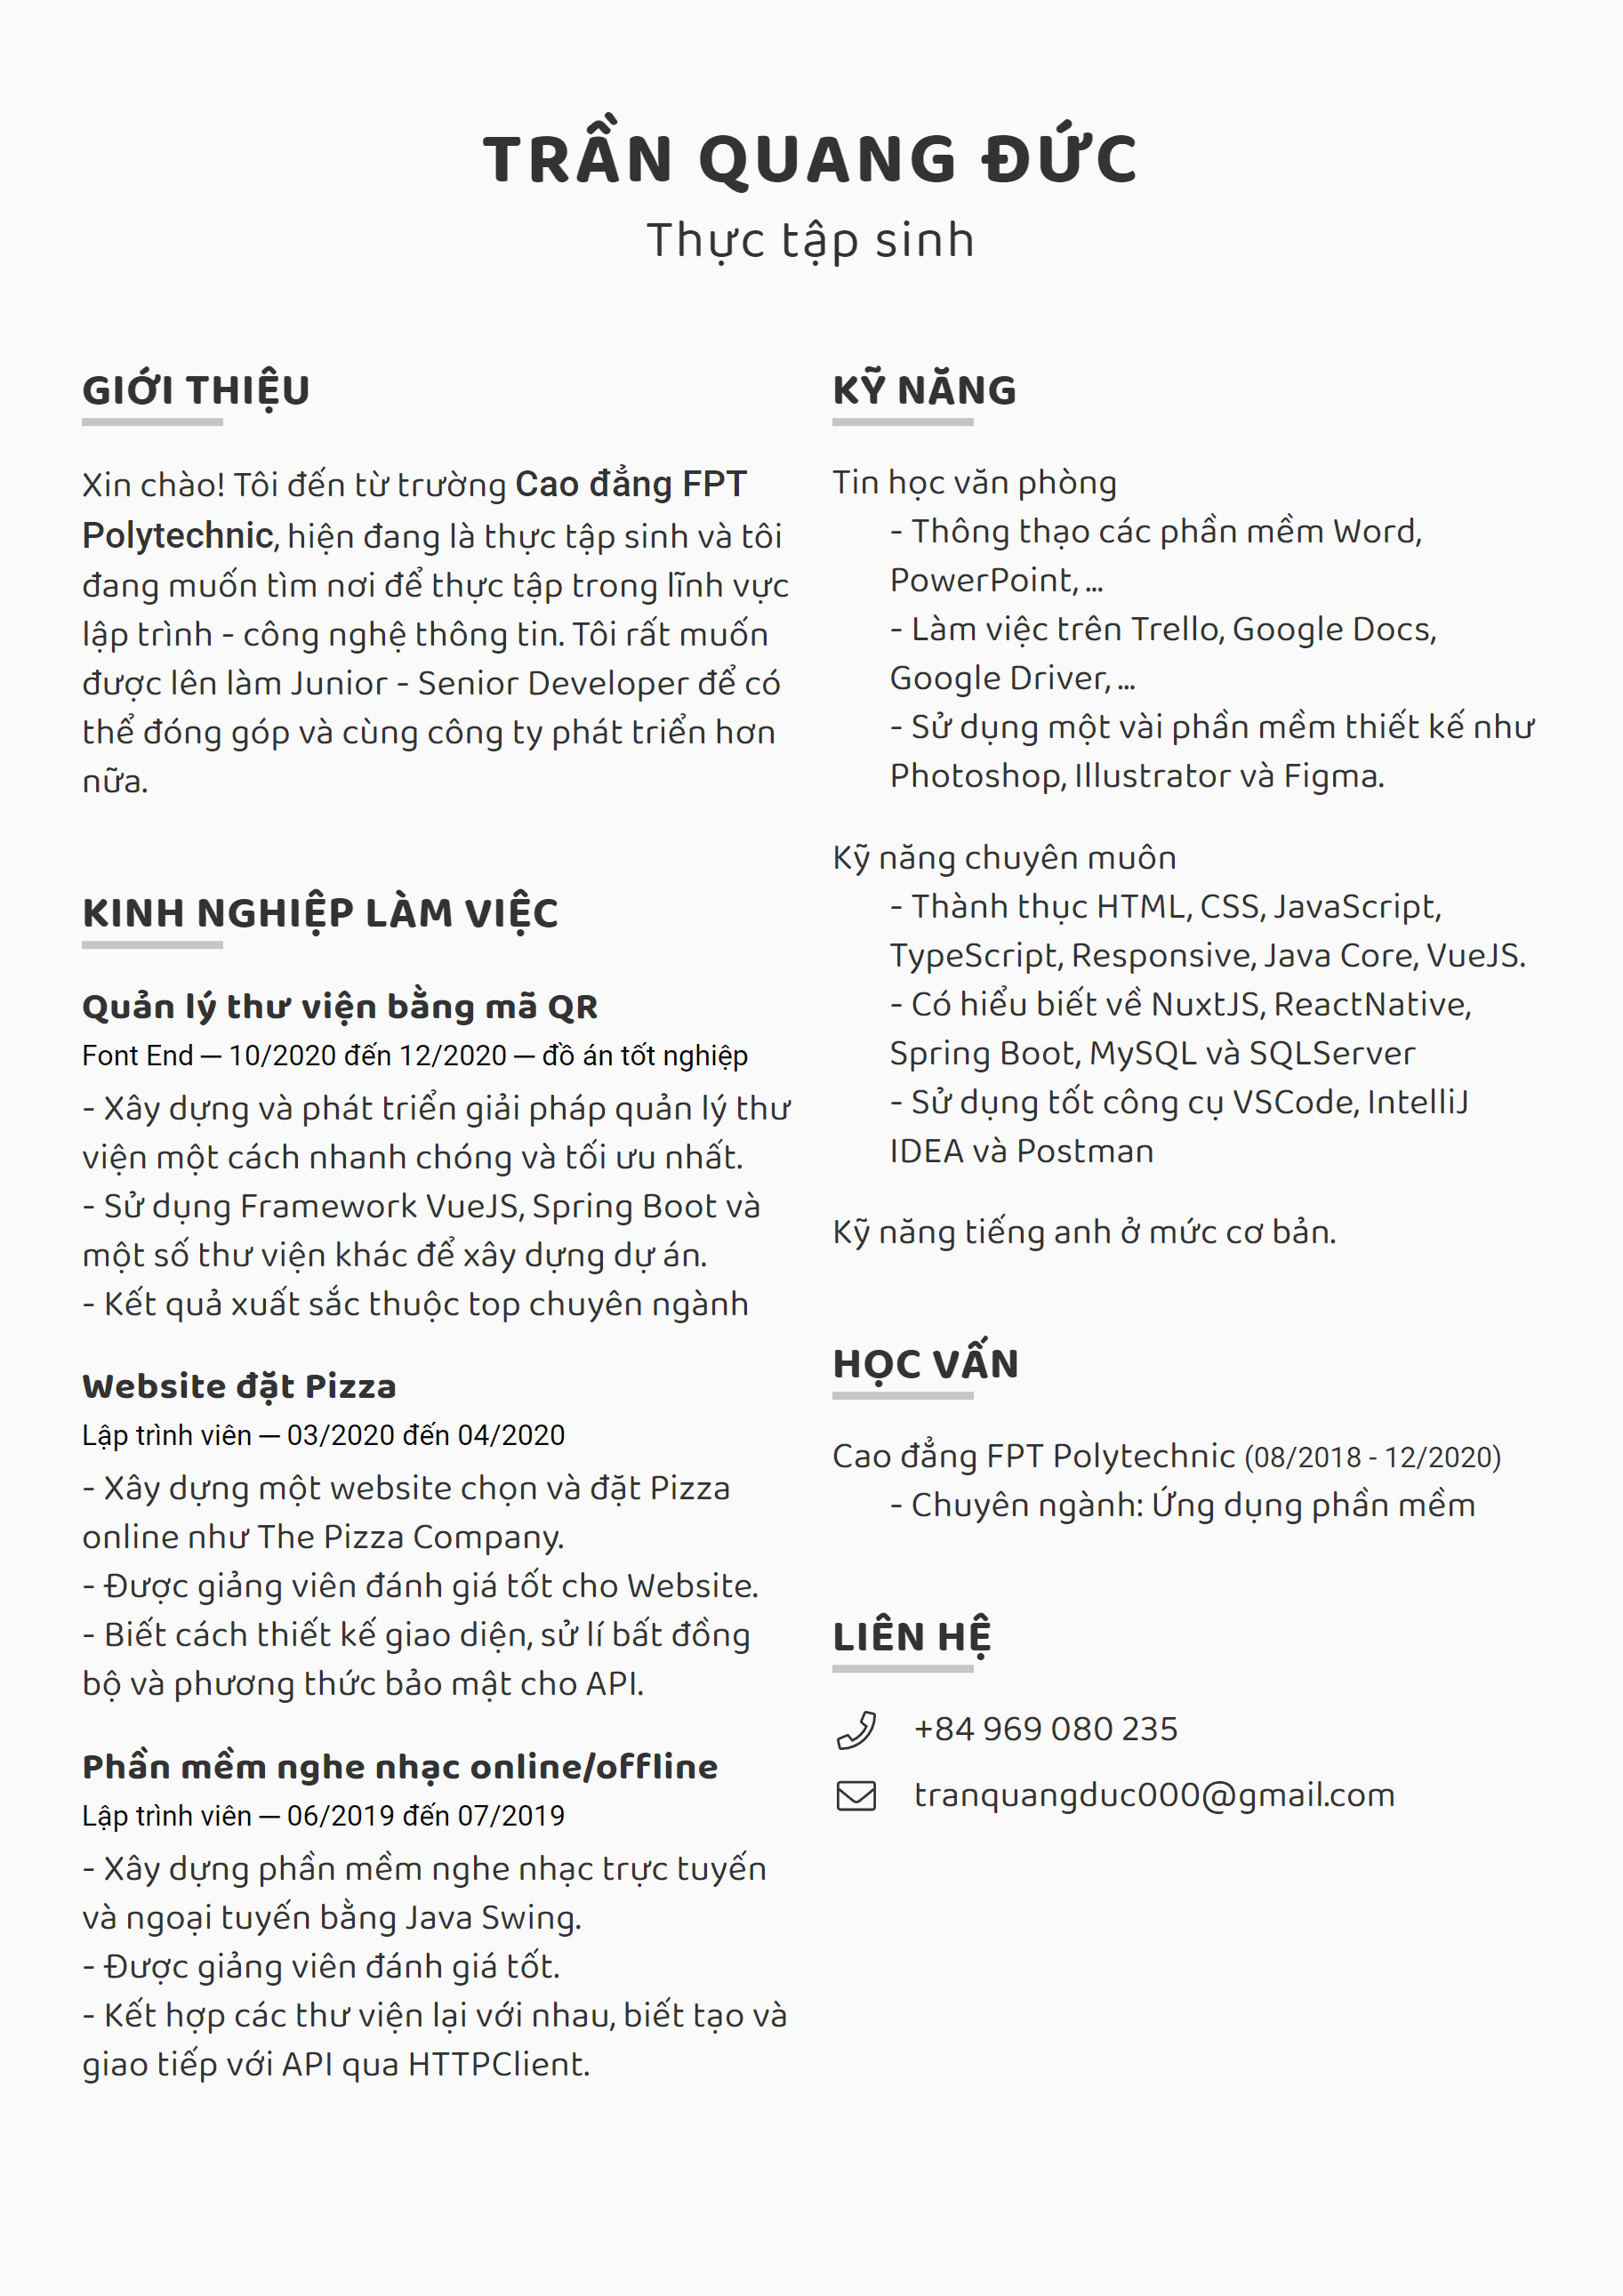 TRẦN QUANG ĐỨC
Thực tập sinh
GIỚI THIỆU
Xin chào! Tôi đến từ trường Cao đẳng FPT
Polytechnic, hiện đang là thực tập sinh và tôi
đang muốn tìm nơi để thực tập trong lĩnh vực
lập trình - công nghệ thông tin. Tôi rất muốn
được lên làm Junior - Senior Developer để có
thể đóng góp và cùng công ty phát triển hơn
nữa.
KINH NGHIỆP LÀM VIỆC
Quản lý thư viện bằng mã QR
Font End — 10/2020 đến 12/2020 — đồ án tốt nghiệp
- Xây dựng và phát triển giải pháp quản lý thư
viện một cách nhanh chóng và tối ưu nhất.
- Sử dụng Framework VueJS, Spring Boot và
một số thư viện khác để xây dựng dự án.
- Kết quả xuất sắc thuộc top chuyên ngành
Website đặt Pizza
Lập trình viên — 03/2020 đến 04/2020
- Xây dựng một website chọn và đặt Pizza
online như The Pizza Company.
- Được giảng viên đánh giá tốt cho Website.
- Biết cách thiết kế giao diện, sử lí bất đồng
bộ và phương thức bảo mật cho API.
Phần mềm nghe nhạc online/offline
Lập trình viên — 06/2019 đến 07/2019
- Xây dựng phần mềm nghe nhạc trực tuyến
và ngoại tuyến bằng Java Swing.
- Được giảng viên đánh giá tốt.
- Kết hợp các thư viện lại với nhau, biết tạo và
giao tiếp với API qua HTTPClient.
KỸ NĂNG
Tin học văn phòng
- Thông thạo các phần mềm Word,
PowerPoint, ...
- Làm việc trên Trello, Google Docs,
Google Driver, ...
- Sử dụng một vài phần mềm thiết kế như
Photoshop, Illustrator và Figma.
Kỹ năng chuyên muôn
- Thành thục HTML, CSS, JavaScript,
TypeScript, Responsive, Java Core, VueJS.
- Có hiểu biết về NuxtJS, ReactNative,
Spring Boot, MySQL và SQLServer
- Sử dụng tốt công cụ VSCode, IntelliJ
IDEA và Postman
Kỹ năng tiếng anh ở mức cơ bản.
HỌC VẤN
Cao đẳng FPT Polytechnic (08/2018 - 12/2020)
- Chuyên ngành: Ứng dụng phần mềm
LIÊN HỆ
+84 969 080 235
tranquangduc000@gmail.com